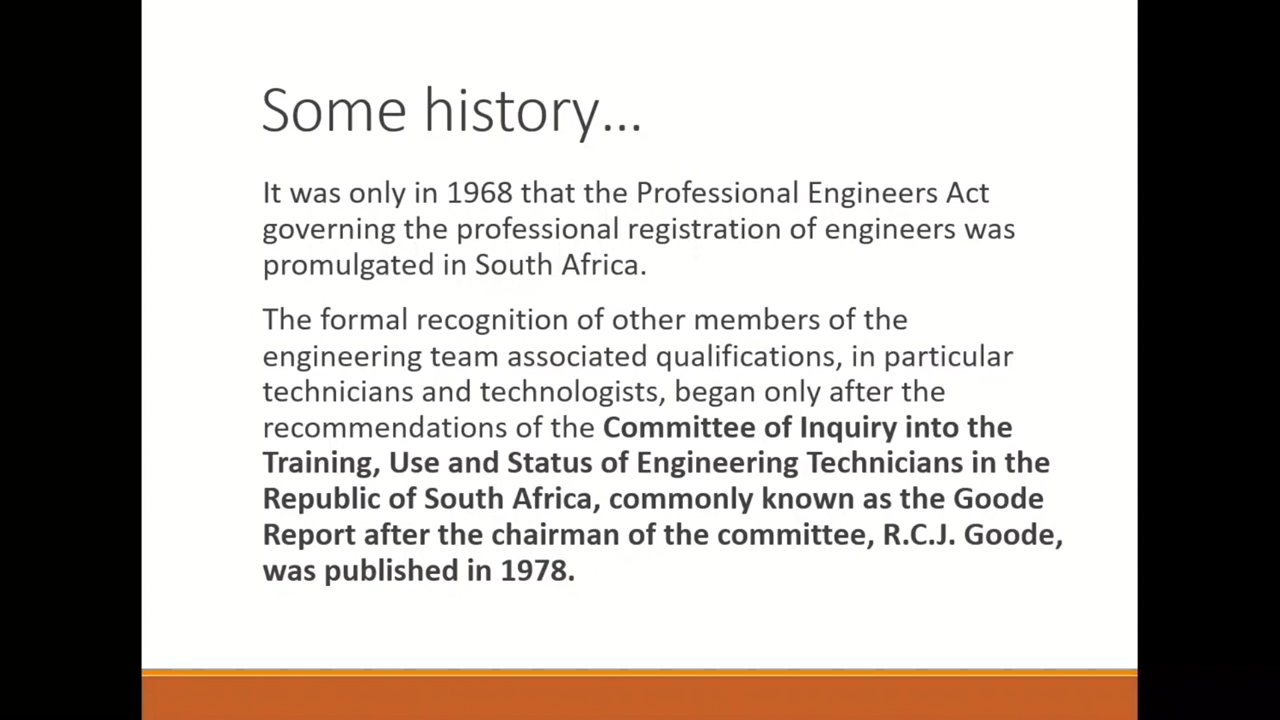 Some history...
It was only in 1968 that the Professional Engineers Act
governing the professional registration of engineers was
promulgated in South Africa.
The formal recognition of other members of the
engineering team associated qualifications, in particular
technicians and technologists, began only after the
recommendations of the Committee of Inquiry into the
Training, Use and Status of Engineering Technicians in the
Republic of South Africa, commonly known as the Goode
Report after the chairman of the committee, R.C.J. Goode,
was published in 1978.